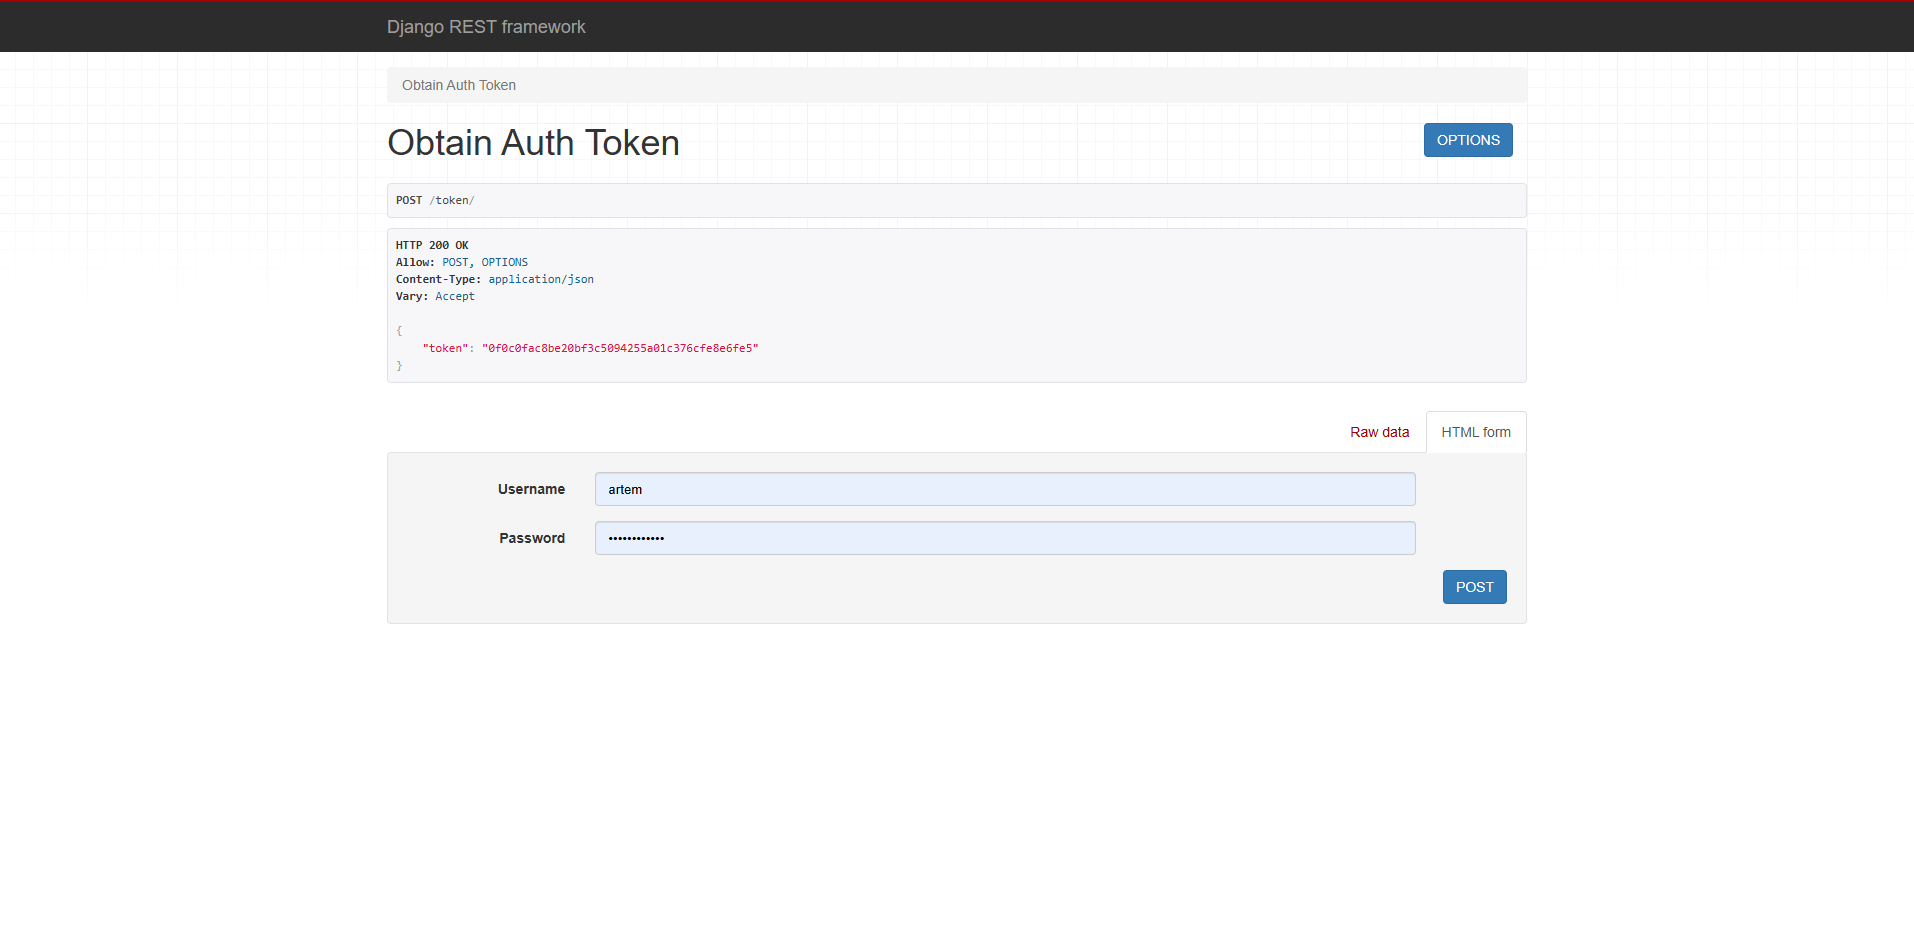 Django REST framework
Obtain Auth Token
Obtain Auth Token
OPTIONS
POST /token/
HTTP 200 OK
Allow: POST, OPTIONS
Content-Type: application/json
Vary: Accept
{
"token": "0f0c0fac8be20bf3c5094255a01c376cfe8e6fe5"
}
Raw data
HTML form
Username
artem
Password
••••••••••••
POST